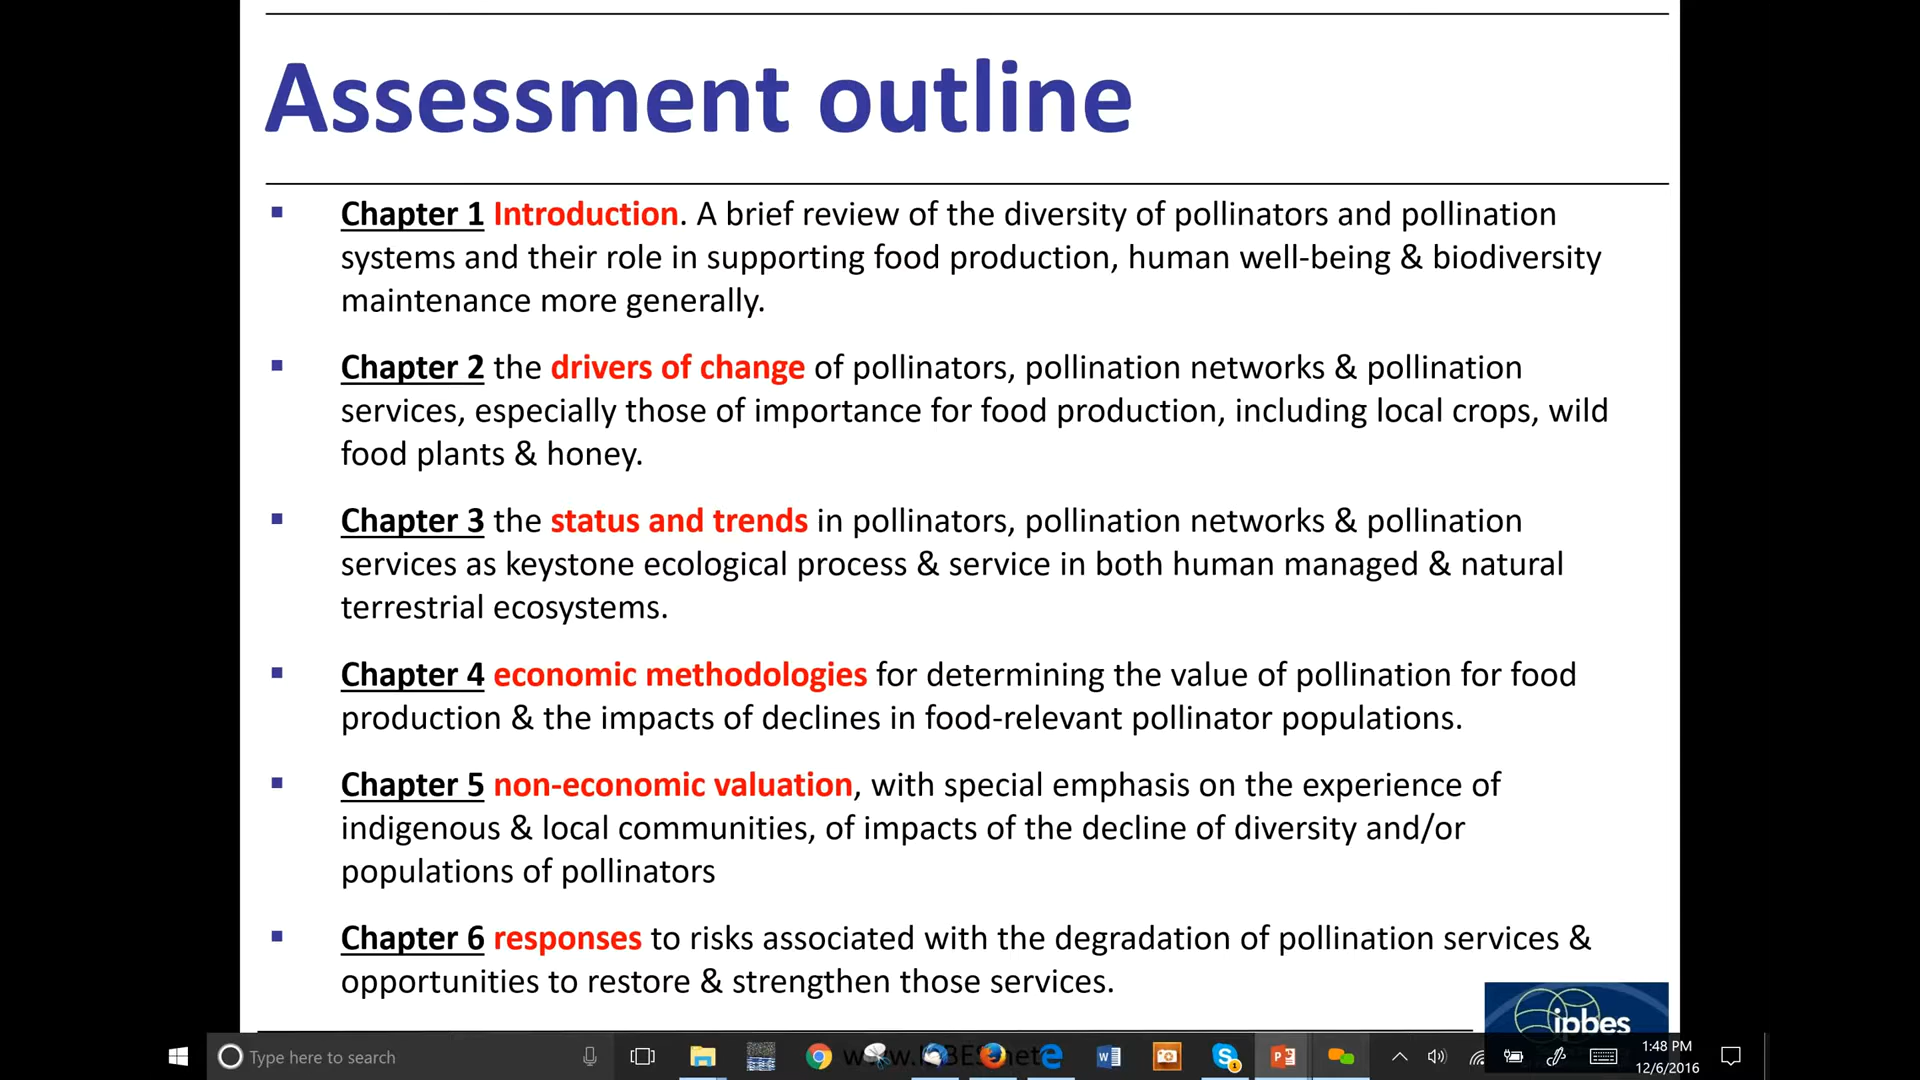 Assessment outline
▪ Chapter 1 Introduction. A brief review of the diversity of pollinators and pollination
systems and their role in supporting food production, human well-being & biodiversity
maintenance more generally.
▪ Chapter 2 the drivers of change of pollinators, pollination networks & pollination
services, especially those of importance for food production, including local crops, wild
food plants & honey.
▪ Chapter 3 the status and trends in pollinators, pollination networks & pollination
services as keystone ecological process & service in both human managed & natural
terrestrial ecosystems.
▪ Chapter 4 economic methodologies for determining the value of pollination for food
production & the impacts of declines in food-relevant pollinator populations.
▪ Chapter 5 non-economic valuation, with special emphasis on the experience of
indigenous & local communities, of impacts of the decline of diversity and/or
populations of pollinators
▪ Chapter 6 responses to risks associated with the degradation of pollination services &
opportunities to restore & strengthen those services.
ipbes
Type here to search
1:48 PM
12/6/2016